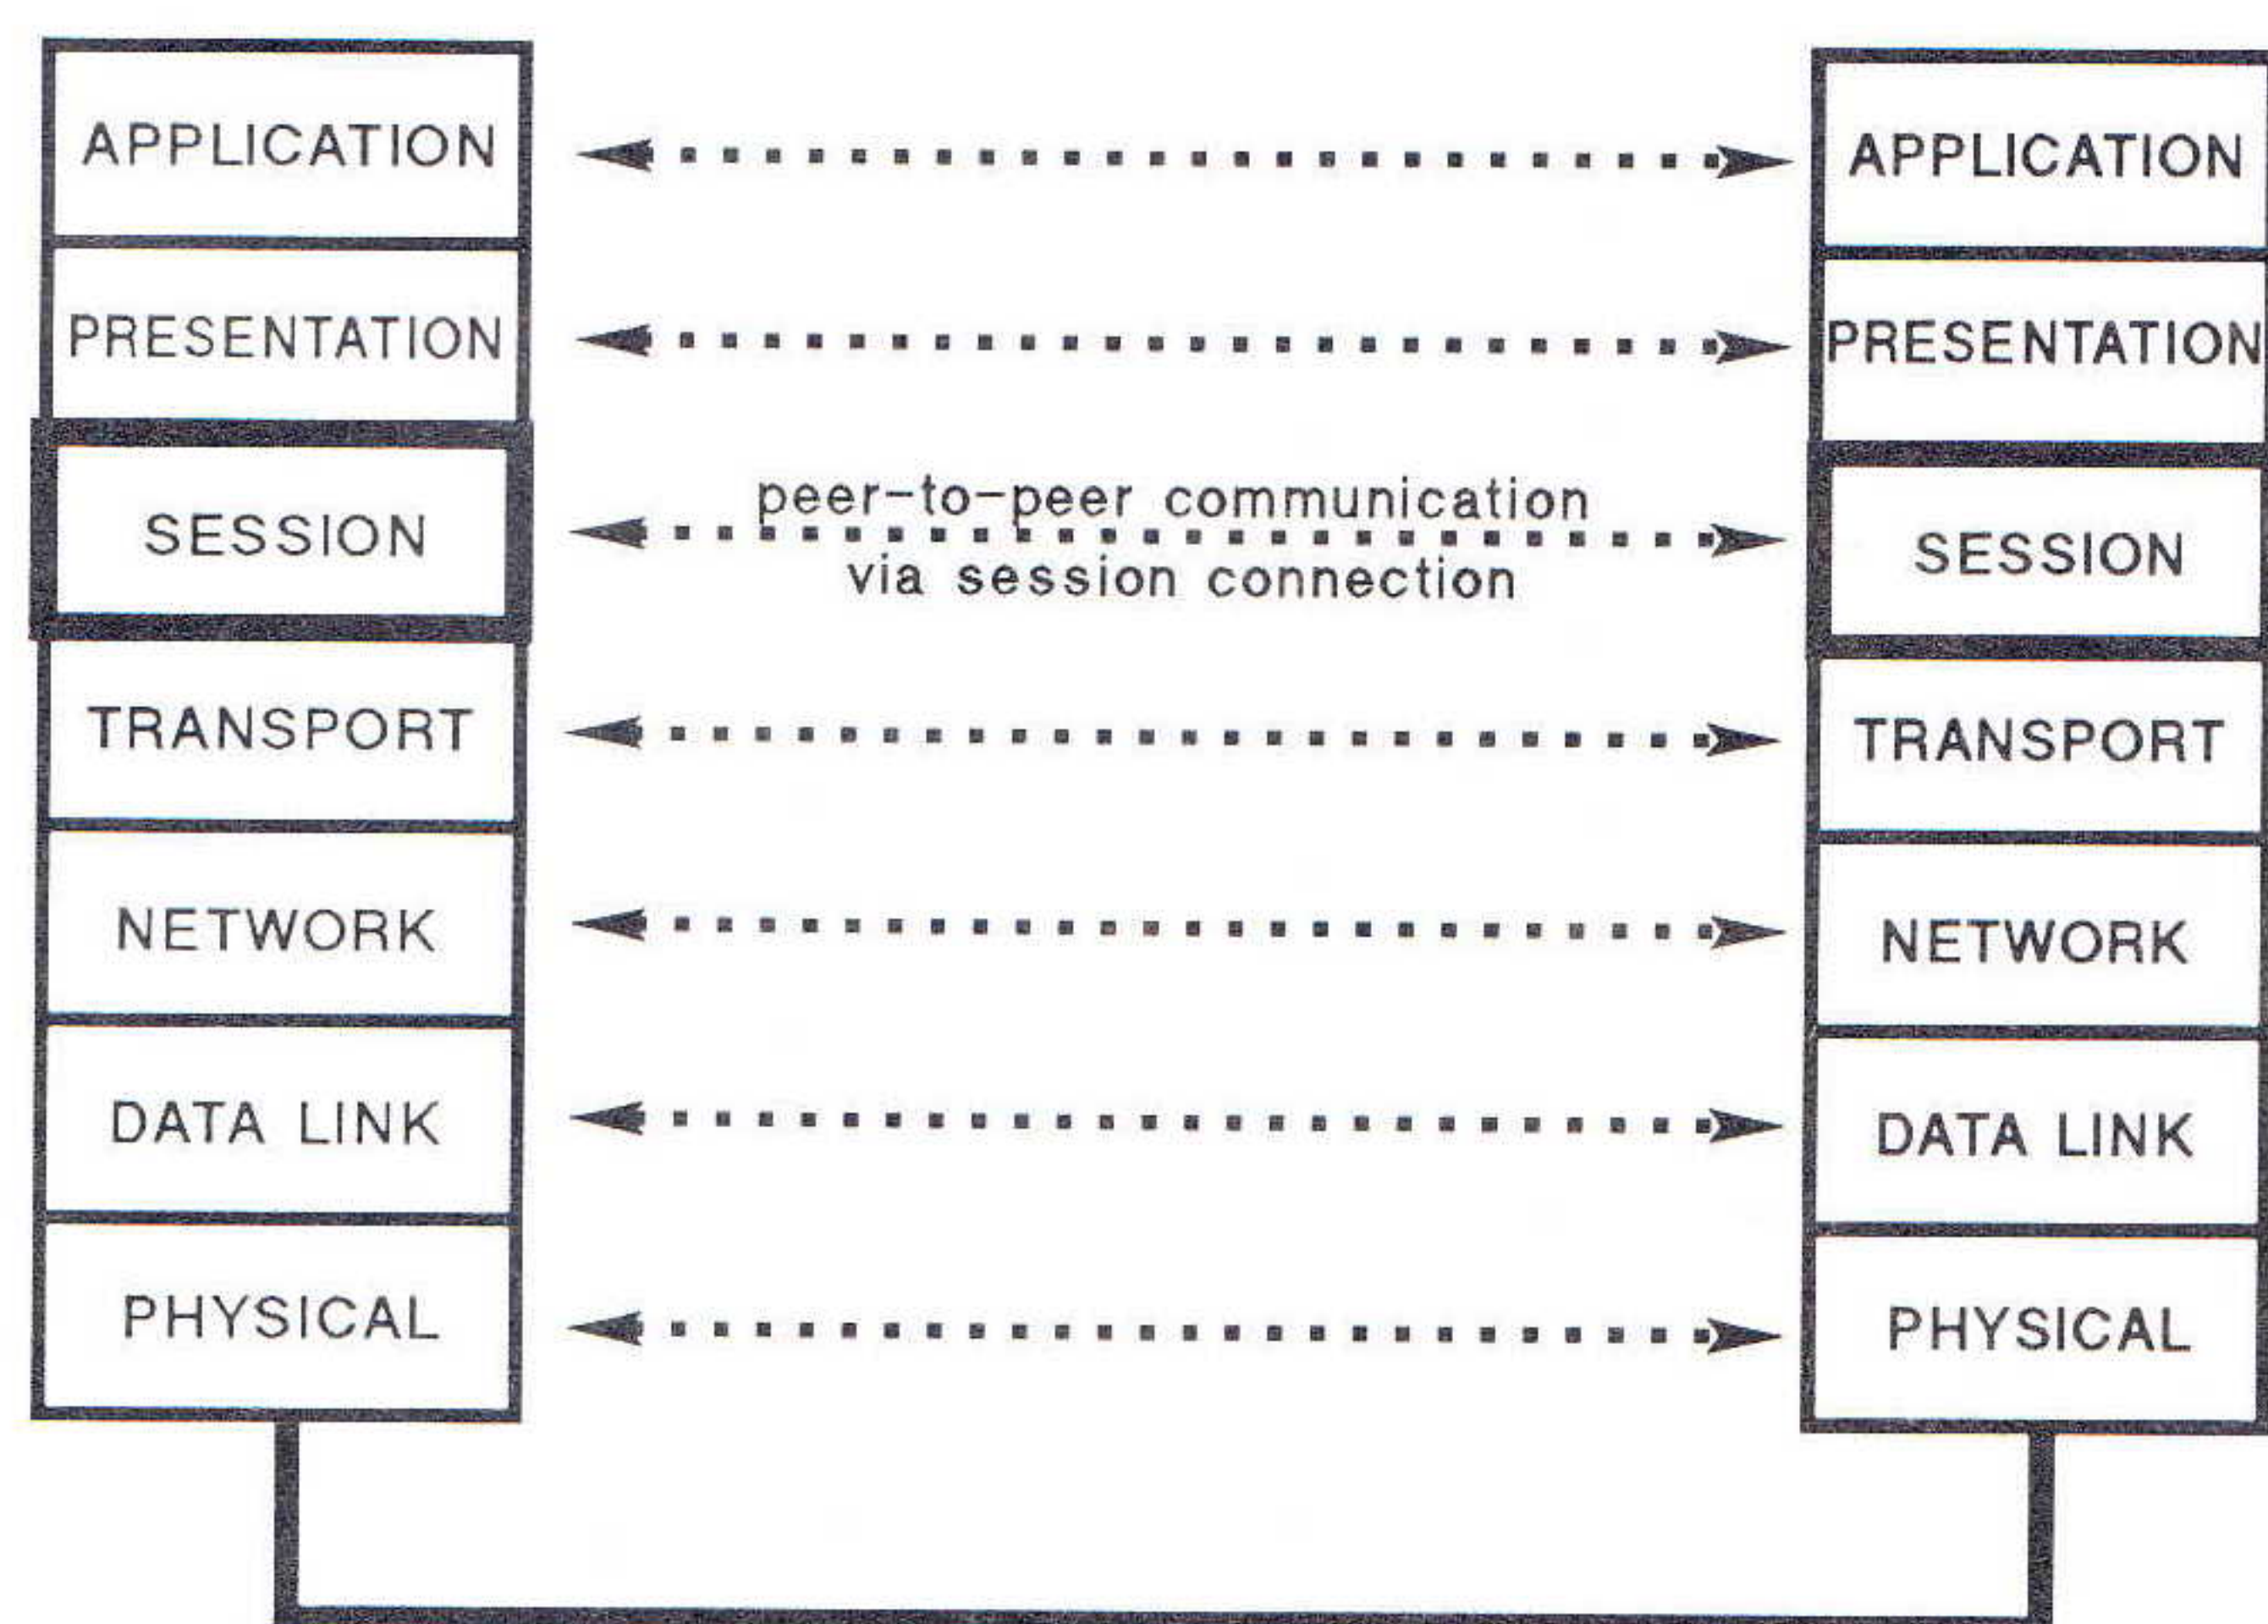 APPLICATION APPLICATION
PRESENTATION PRESENTATION
peer-to-peer communication
SESSION SESSION
via session connection
TRANSPORT TRANSPORT
NETWORK NETWORK
DATA LINK DATA LINK
PHYSICAL PHYSICAL